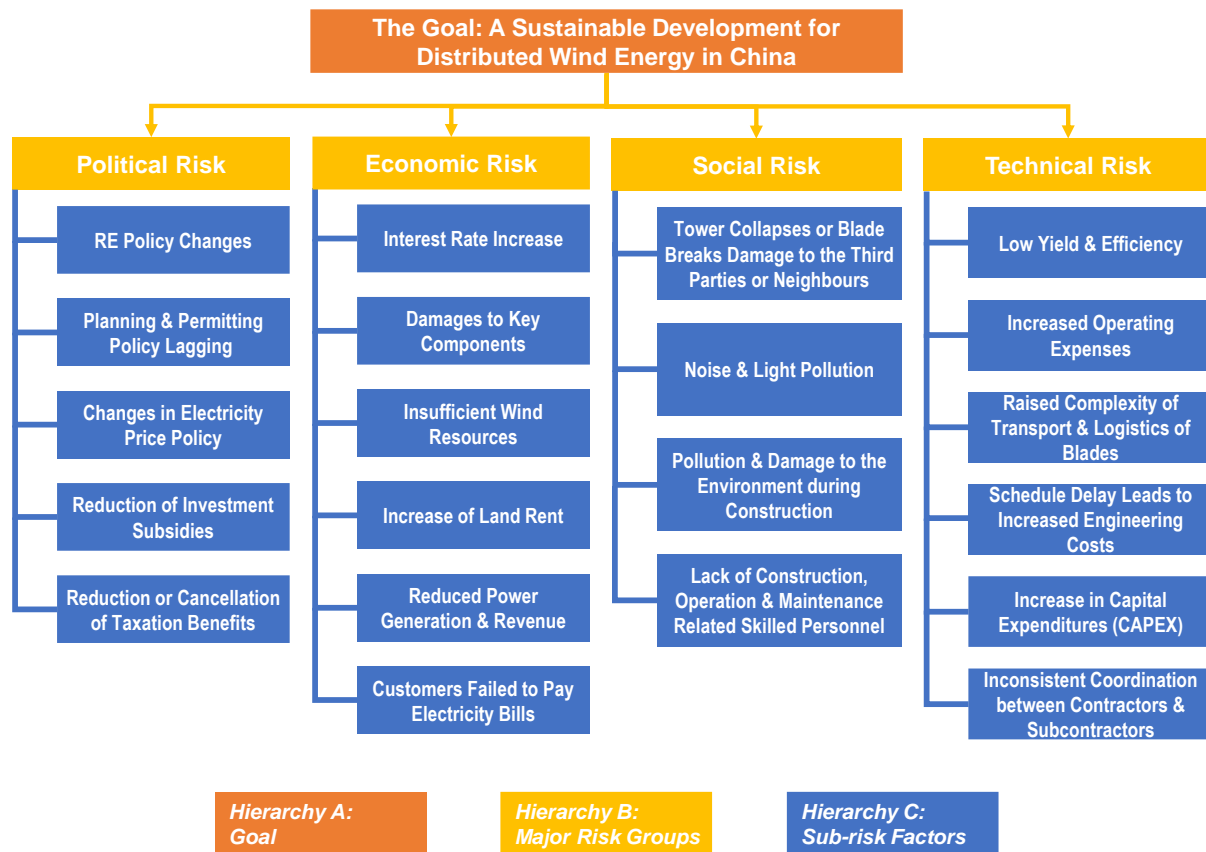 The Goal: A Sustainable Development for
Distributed Wind Energy in China
Political Risk
RE Policy Changes
Planning & Permitting
Policy Lagging
Changes in Electricity
Price Policy
Reduction of Investment
Subsidies
Reduction or Cancellation
of Taxation Benefits
Economic Risk
Interest Rate Increase
Damages to Key
Components
Insufficient Wind
Resources
Increase of Land Rent
Reduced Power
Generation & Revenue
Customers Failed to Pay
Electricity Bills
Social Risk
Tower Collapses or Blade
Breaks Damage to the Third
Parties or Neighbours
Noise & Light Pollution
Pollution & Damage to the
Environment during
Construction
Lack of Construction,
Operation & Maintenance
Related Skilled Personnel
Technical Risk
Low Yield & Efficiency
Increased Operating
Expenses
Raised Complexity of
Transport & Logistics of
Blades
Schedule Delay Leads to
Increased Engineering
Costs
Increase in Capital
Expenditures (CAPEX)
Inconsistent Coordination
between Contractors &
Subcontractors
Hierarchy A:
Goal
Hierarchy B:
Major Risk Groups
Hierarchy C:
Sub-risk Factors